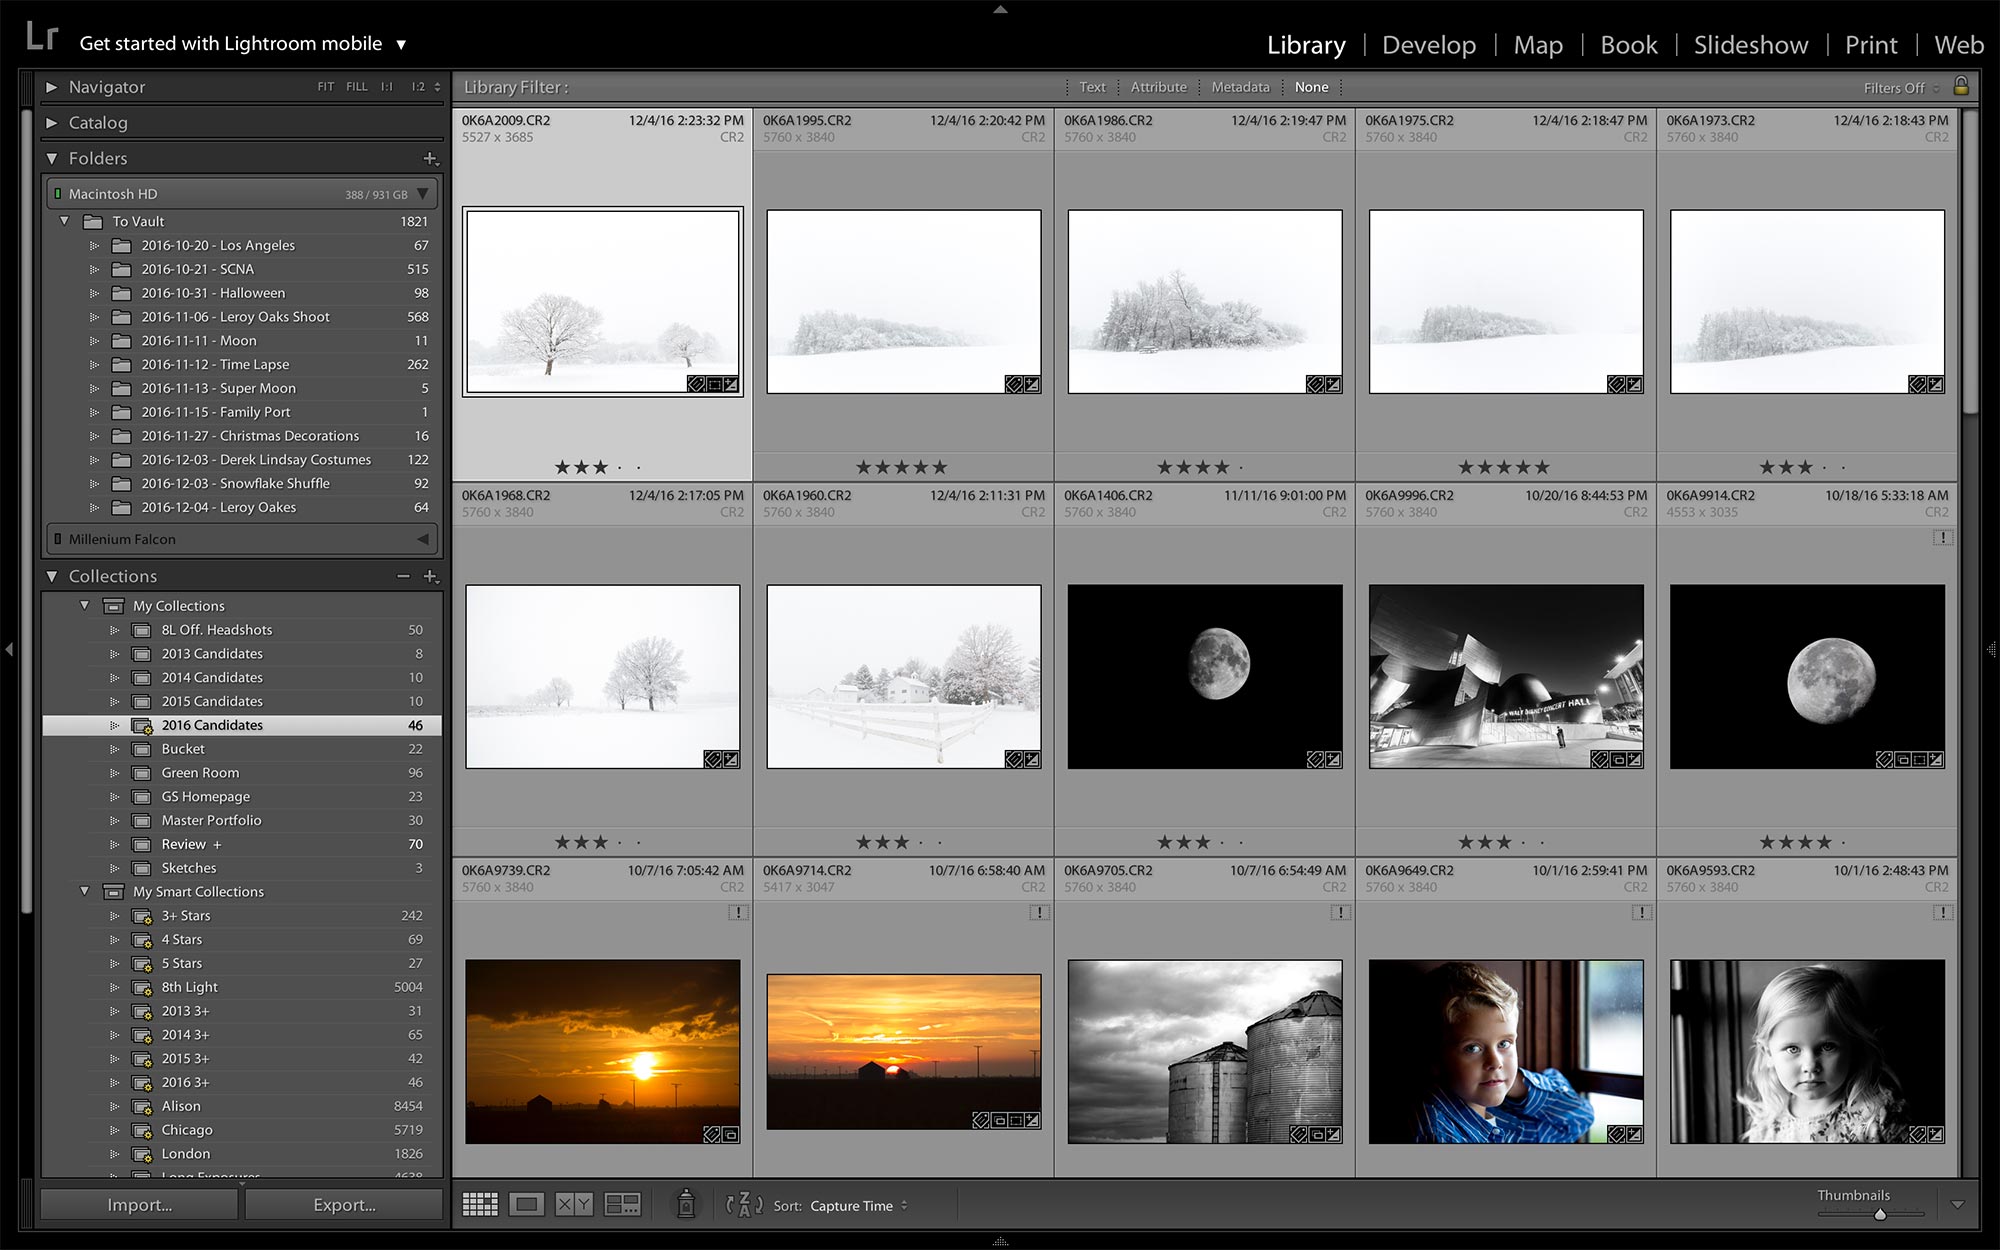 Lr Get started with Lightroom mobile ▼
Library | Develop | Map | Book | Slideshow | Print | Web
Navigator FIT FILL 1:1 1:2
Catalog
Folders
Macintosh HD 388 / 931 GB
To Vault 1821
2016-10-20 - Los Angeles 67
2016-10-21 - SCNA 515
2016-10-31 - Halloween 98
2016-11-06 - Leroy Oaks Shoot 568
2016-11-11 - Moon 11
2016-11-12 - Time Lapse 262
2016-11-13 - Super Moon 5
2016-11-15 - Family Port 1
2016-11-27 - Christmas Decorations 16
2016-12-03 - Derek Lindsay Costumes 122
2016-12-03 - Snowflake Shuffle 92
2016-12-04 - Leroy Oakes 64
Millenium Falcon
Collections
My Collections
8L Off. Headshots 50
2013 Candidates 8
2014 Candidates 10
2015 Candidates 10
2016 Candidates 46
Bucket 22
Green Room 96
GS Homepage 23
Master Portfolio 30
Review + 70
Sketches 3
My Smart Collections
3+ Stars 242
4 Stars 69
5 Stars 27
8th Light 5004
2013 3+ 31
2014 3+ 65
2015 3+ 42
2016 3+ 46
Alison 8454
Chicago 5719
London 1826
Long Exposures 4638
Import... Export...
Library Filter : Text Attribute Metadata None Filters Off
0K6A2009.CR2 12/4/16 2:23:32 PM
5527 x 3685 CR2
0K6A1995.CR2 12/4/16 2:20:42 PM
5760 x 3840 CR2
0K6A1986.CR2 12/4/16 2:19:47 PM
5760 x 3840 CR2
0K6A1975.CR2 12/4/16 2:18:47 PM
5760 x 3840 CR2
0K6A1973.CR2 12/4/16 2:18:43 PM
5760 x 3840 CR2
0K6A1968.CR2 12/4/16 2:17:05 PM
5760 x 3840 CR2
0K6A1960.CR2 12/4/16 2:11:31 PM
5760 x 3840 CR2
0K6A1406.CR2 11/11/16 9:01:00 PM
5760 x 3840 CR2
0K6A9996.CR2 10/20/16 8:44:53 PM
5760 x 3840 CR2
WALT DISNEY CONCERT HALL
0K6A9914.CR2 10/18/16 5:33:18 AM
4553 x 3035 CR2
0K6A9739.CR2 10/7/16 7:05:42 AM
5760 x 3840 CR2
0K6A9714.CR2 10/7/16 6:58:40 AM
5417 x 3047 CR2
0K6A9705.CR2 10/7/16 6:54:49 AM
5760 x 3840 CR2
0K6A9649.CR2 10/1/16 2:59:41 PM
5760 x 3840 CR2
0K6A9593.CR2 10/1/16 2:48:43 PM
5760 x 3840 CR2
X Y Z A Sort: Capture Time Thumbnails